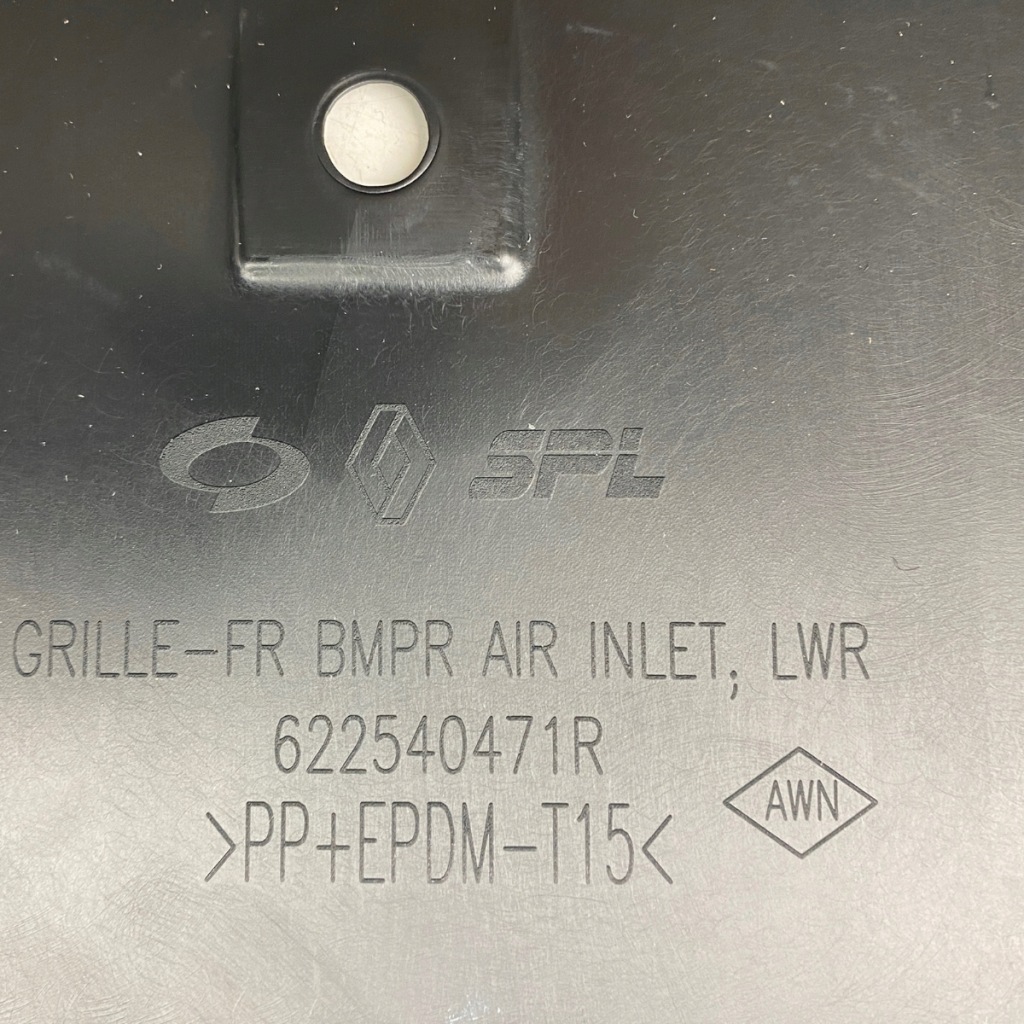 SPL
GRILLE-FR BMPR AIR INLET, LWR
622540471R
>PP+EPDM-T15<
AWN